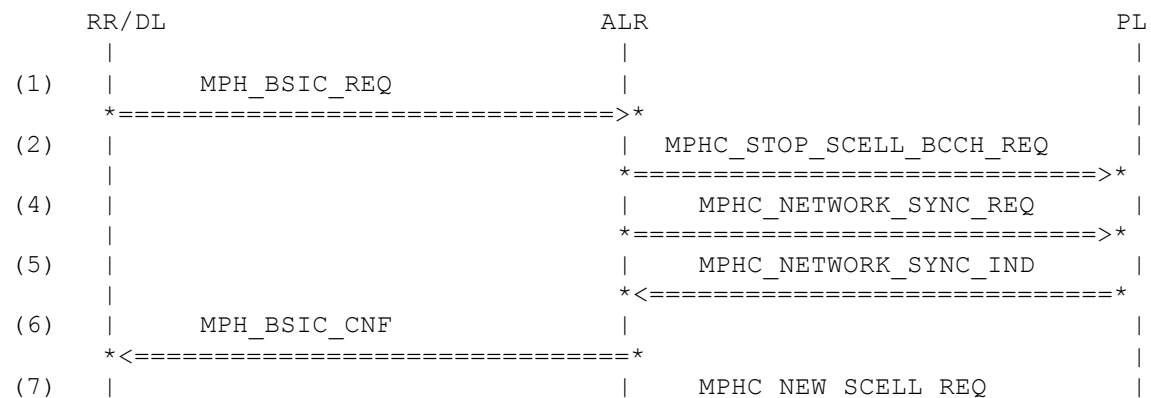 RR/DL ALR PL
| | |
(1) | MPH_BSIC_REQ | |
*===============================>* |
(2) | | MPHC_STOP_SCELL_BCCH_REQ |
| *=============================>*
(4) | | MPHC_NETWORK_SYNC_REQ |
| *=============================>*
(5) | | MPHC_NETWORK_SYNC_IND |
| *<=============================*
(6) | MPH_BSIC_CNF | |
*<===============================* |
(7) | | MPHC NEW SCELL REQ |